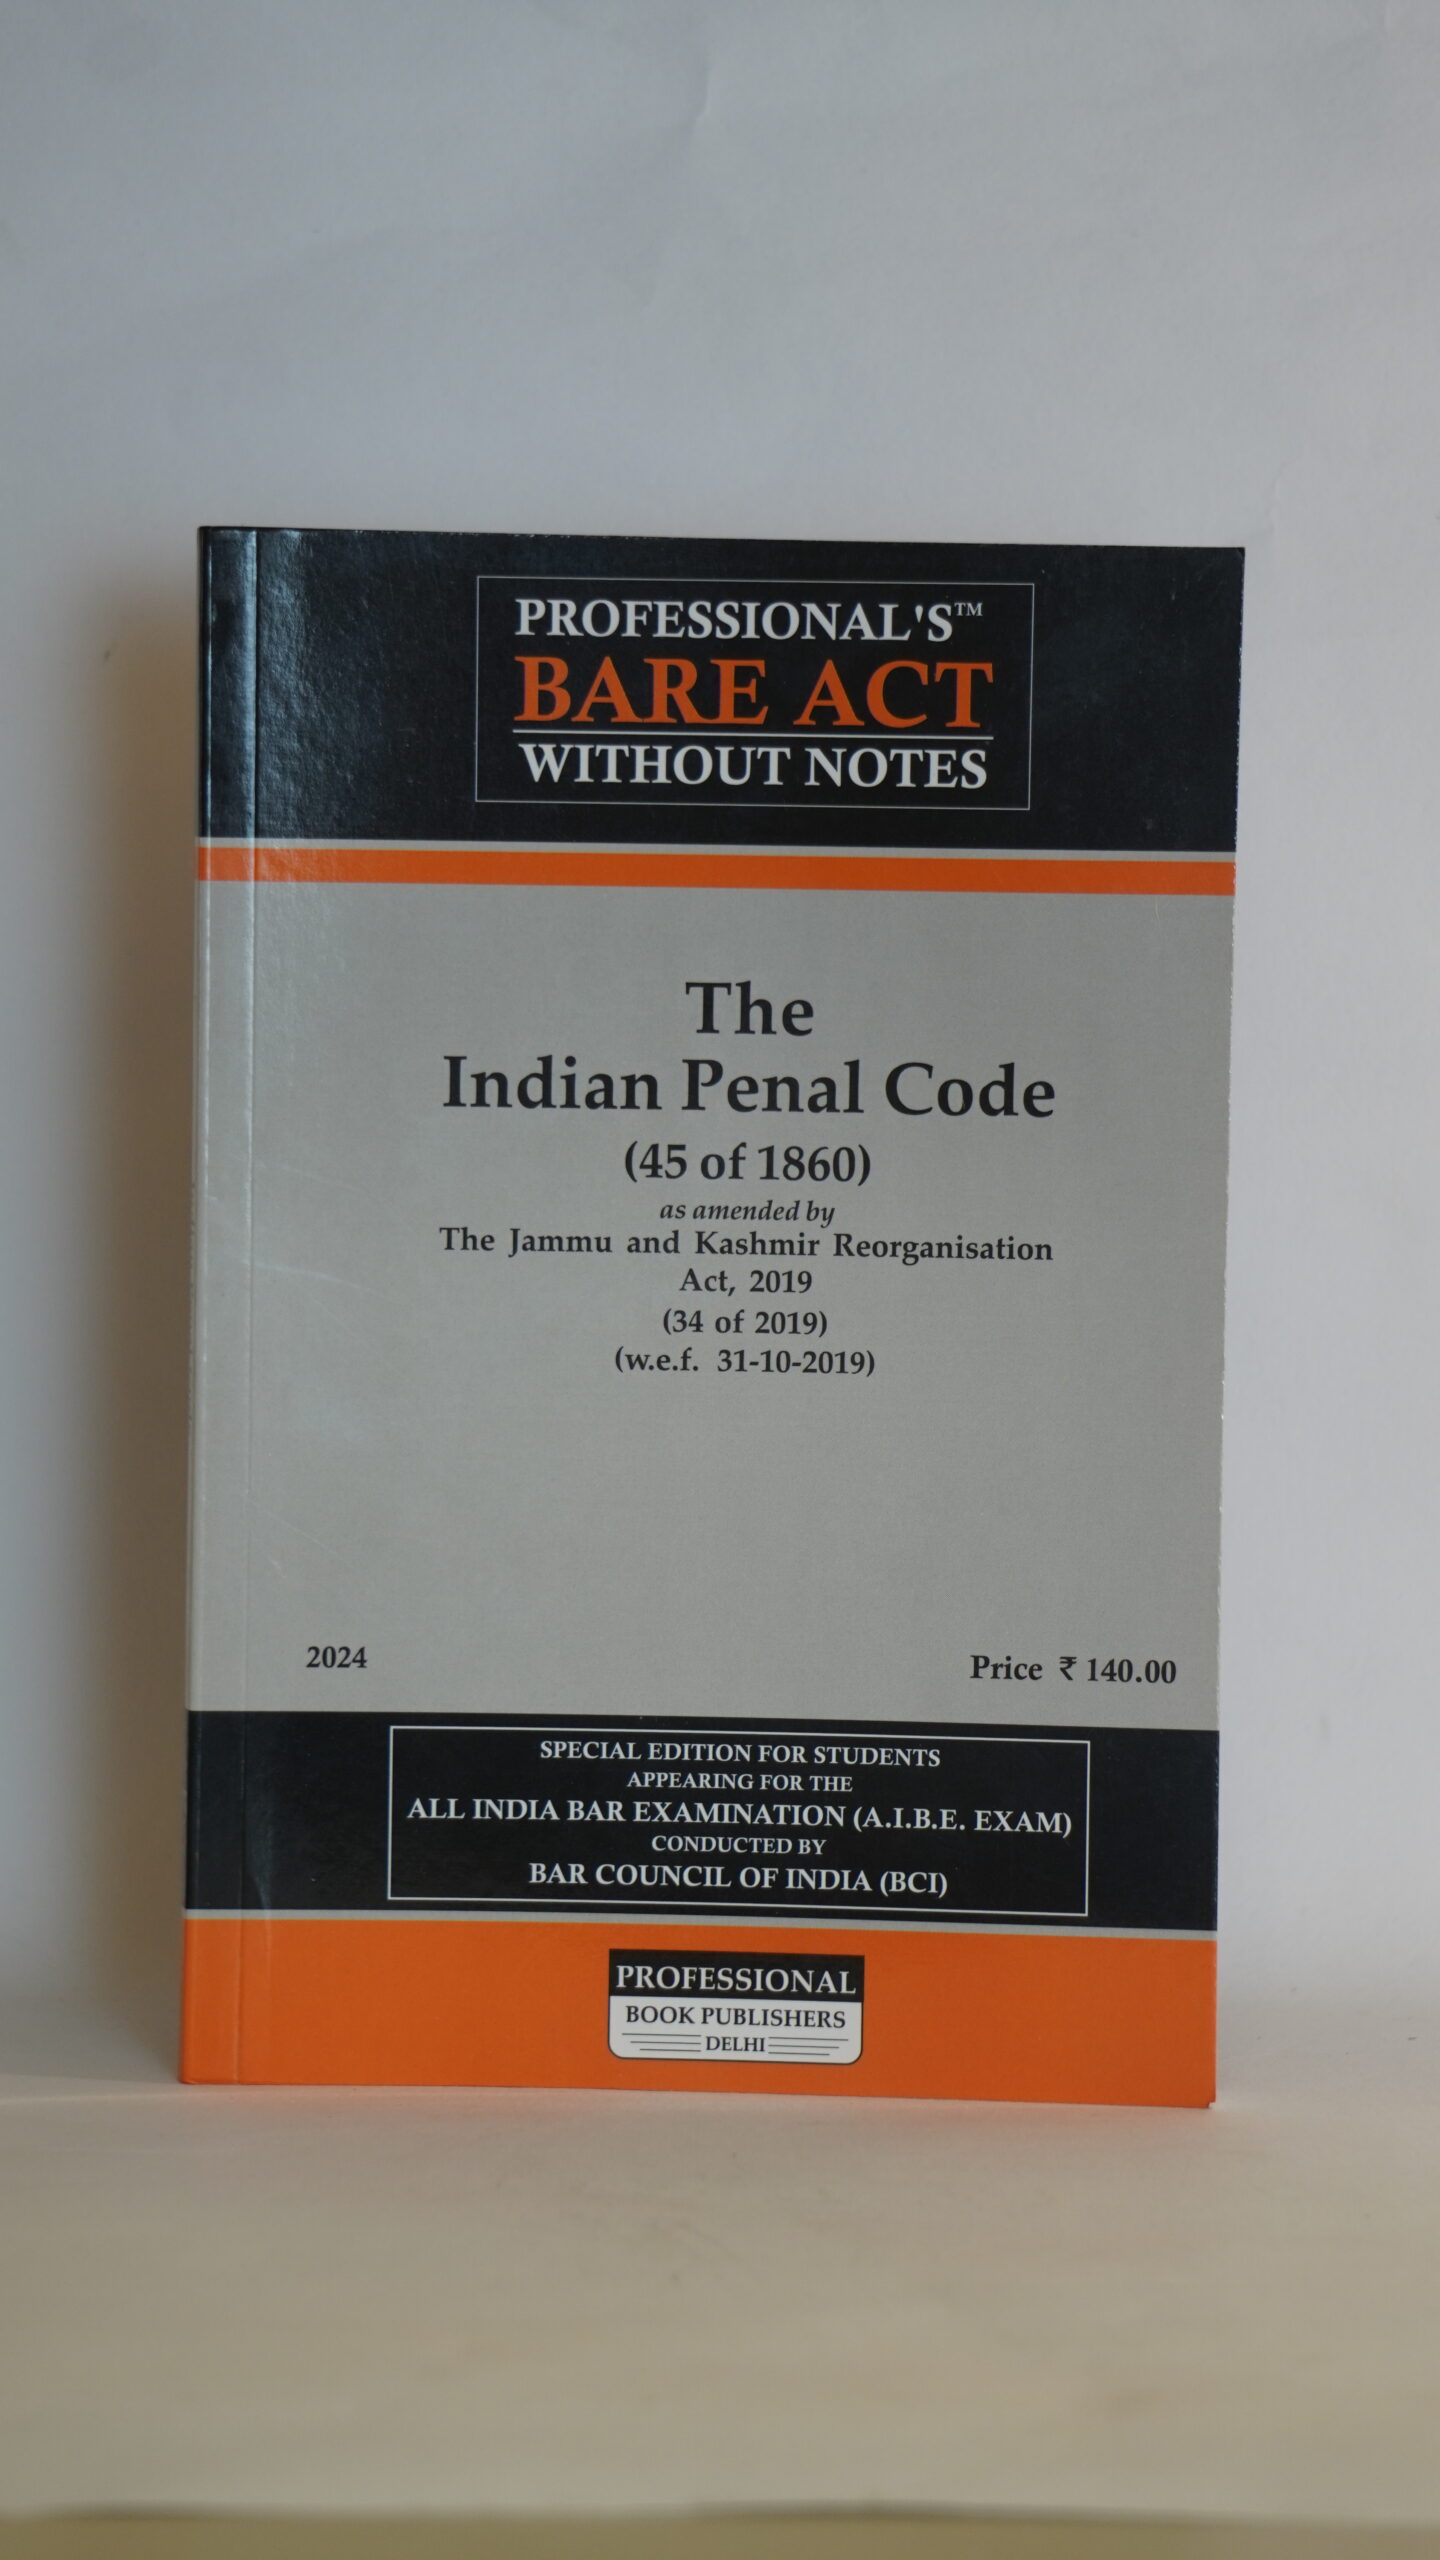 PROFESSIONAL'S™
BARE ACT
WITHOUT NOTES
The
Indian Penal Code
(45 of 1860)
as amended by
The Jammu and Kashmir Reorganisation
Act, 2019
(34 of 2019)
(w.e.f. 31-10-2019)
2024
Price ₹ 140.00
SPECIAL EDITION FOR STUDENTS
APPEARING FOR THE
ALL INDIA BAR EXAMINATION (A.I.B.E. EXAM)
CONDUCTED BY
BAR COUNCIL OF INDIA (BCI)
PROFESSIONAL
BOOK PUBLISHERS
DELHI